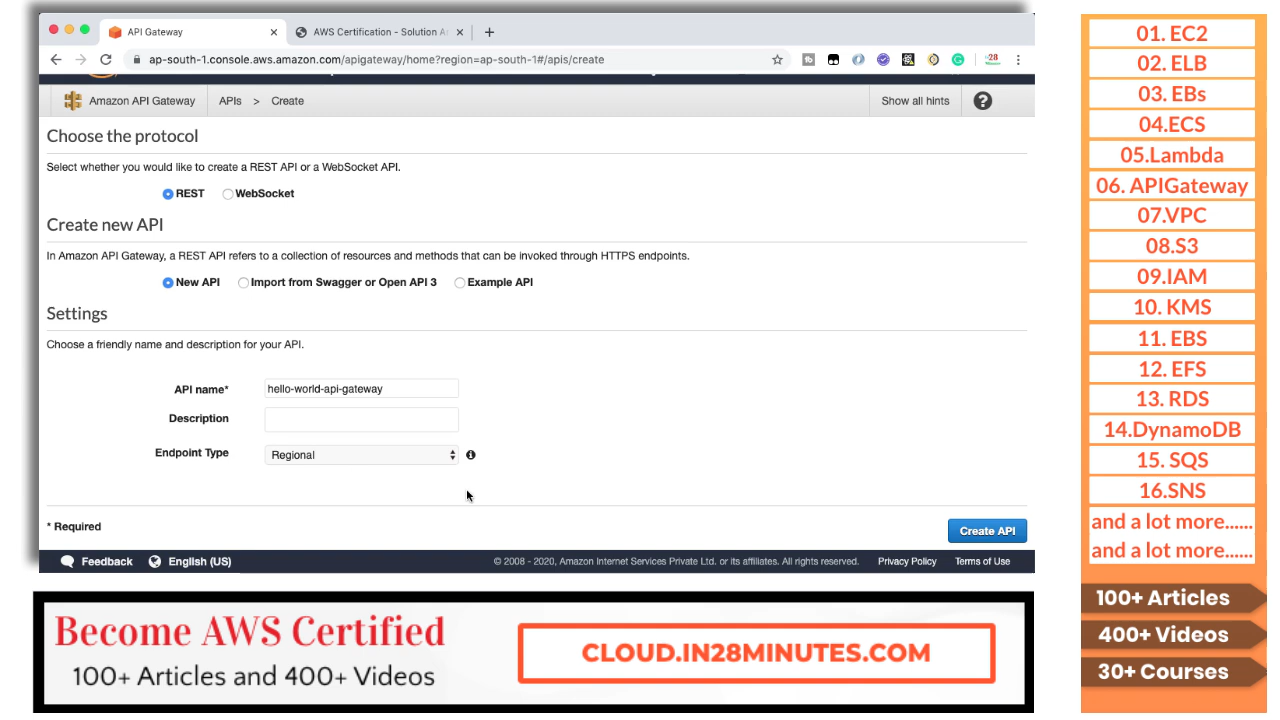 API Gateway
AWS Certification - Solution A
ap-south-1.console.aws.amazon.com/apigateway/home?region=ap-south-1#/apis/create
28
Amazon API Gateway
APIs > Create
Show all hints
Choose the protocol
Select whether you would like to create a REST API or a WebSocket API.
REST WebSocket
Create new API
In Amazon API Gateway, a REST API refers to a collection of resources and methods that can be invoked through HTTPS endpoints.
New API Import from Swagger or Open API 3 Example API
Settings
Choose a friendly name and description for your API.
API name* hello-world-api-gateway
Description
Endpoint Type Regional
* Required
Create API
Feedback English (US)
© 2008 - 2020, Amazon Internet Services Private Ltd. or its affiliates. All rights reserved. Privacy Policy Terms of Use
Become AWS Certified
100+ Articles and 400+ Videos
CLOUD.IN28MINUTES.COM
01. EC2
02. ELB
03. EBs
04.ECS
05.Lambda
06. APIGateway
07.VPC
08.S3
09.IAM
10. KMS
11. EBS
12. EFS
13. RDS
14.DynamoDB
15. SQS
16.SNS
and a lot more......
and a lot more......
100+ Articles
400+ Videos
30+ Courses